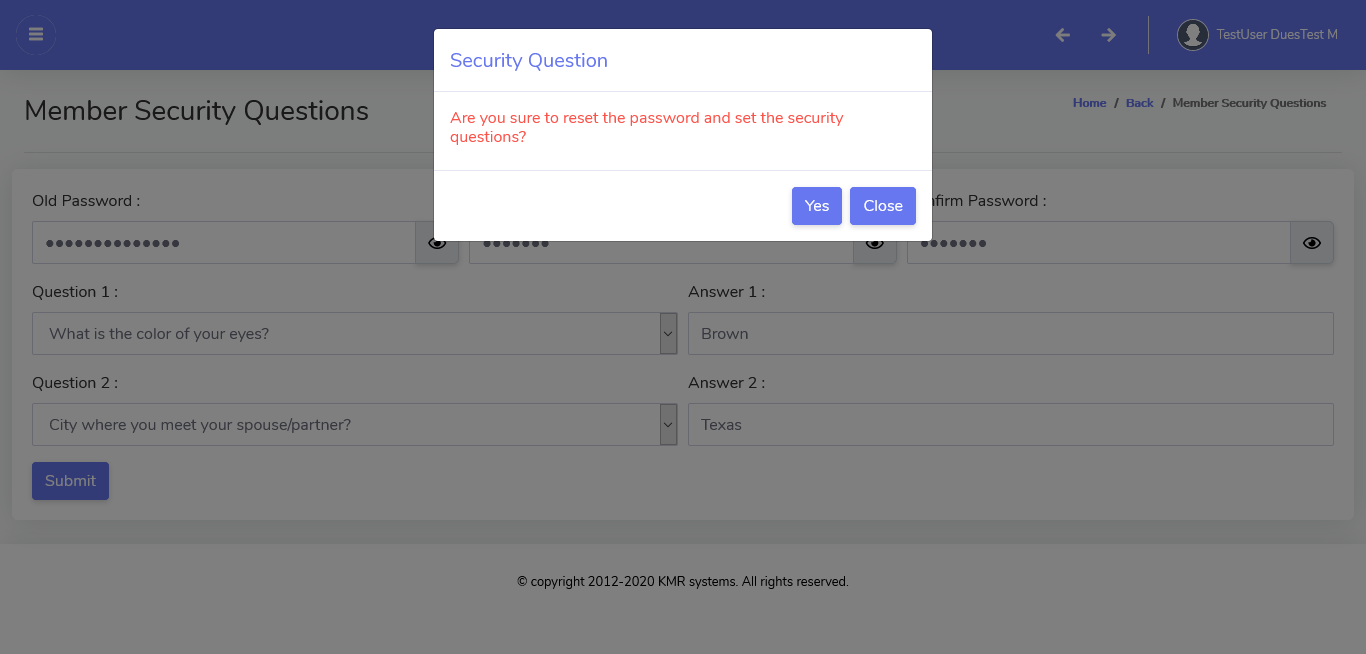 TestUser DuesTest M
Security Question
Are you sure to reset the password and set the security
questions?
Yes
Close
Member Security Questions
Home / Back / Member Security Questions
Old Password :
Password :
Question 1 :
Answer 1 :
What is the color of your eyes?
Brown
Question 2 :
Answer 2 :
City where you meet your spouse/partner?
Texas
Submit
© copyright 2012-2020 KMR systems. All rights reserved.